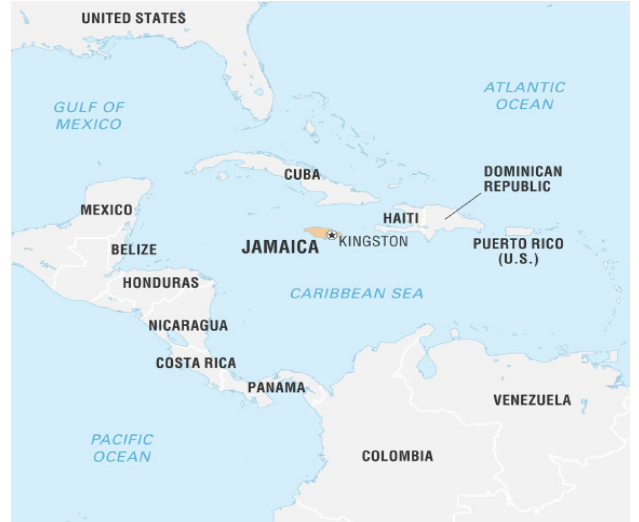 UNITED STATES
GULF OF
MEXICO
ATLANTIC
OCEAN
CUBA
DOMINICAN
REPUBLIC
MEXICO
HAITI
BELIZE
JAMAICA
KINGSTON
PUERTO RICO
(U.S.)
HONDURAS
CARIBBEAN SEA
NICARAGUA
COSTA RICA
PANAMA
VENEZUELA
PACIFIC
OCEAN
COLOMBIA